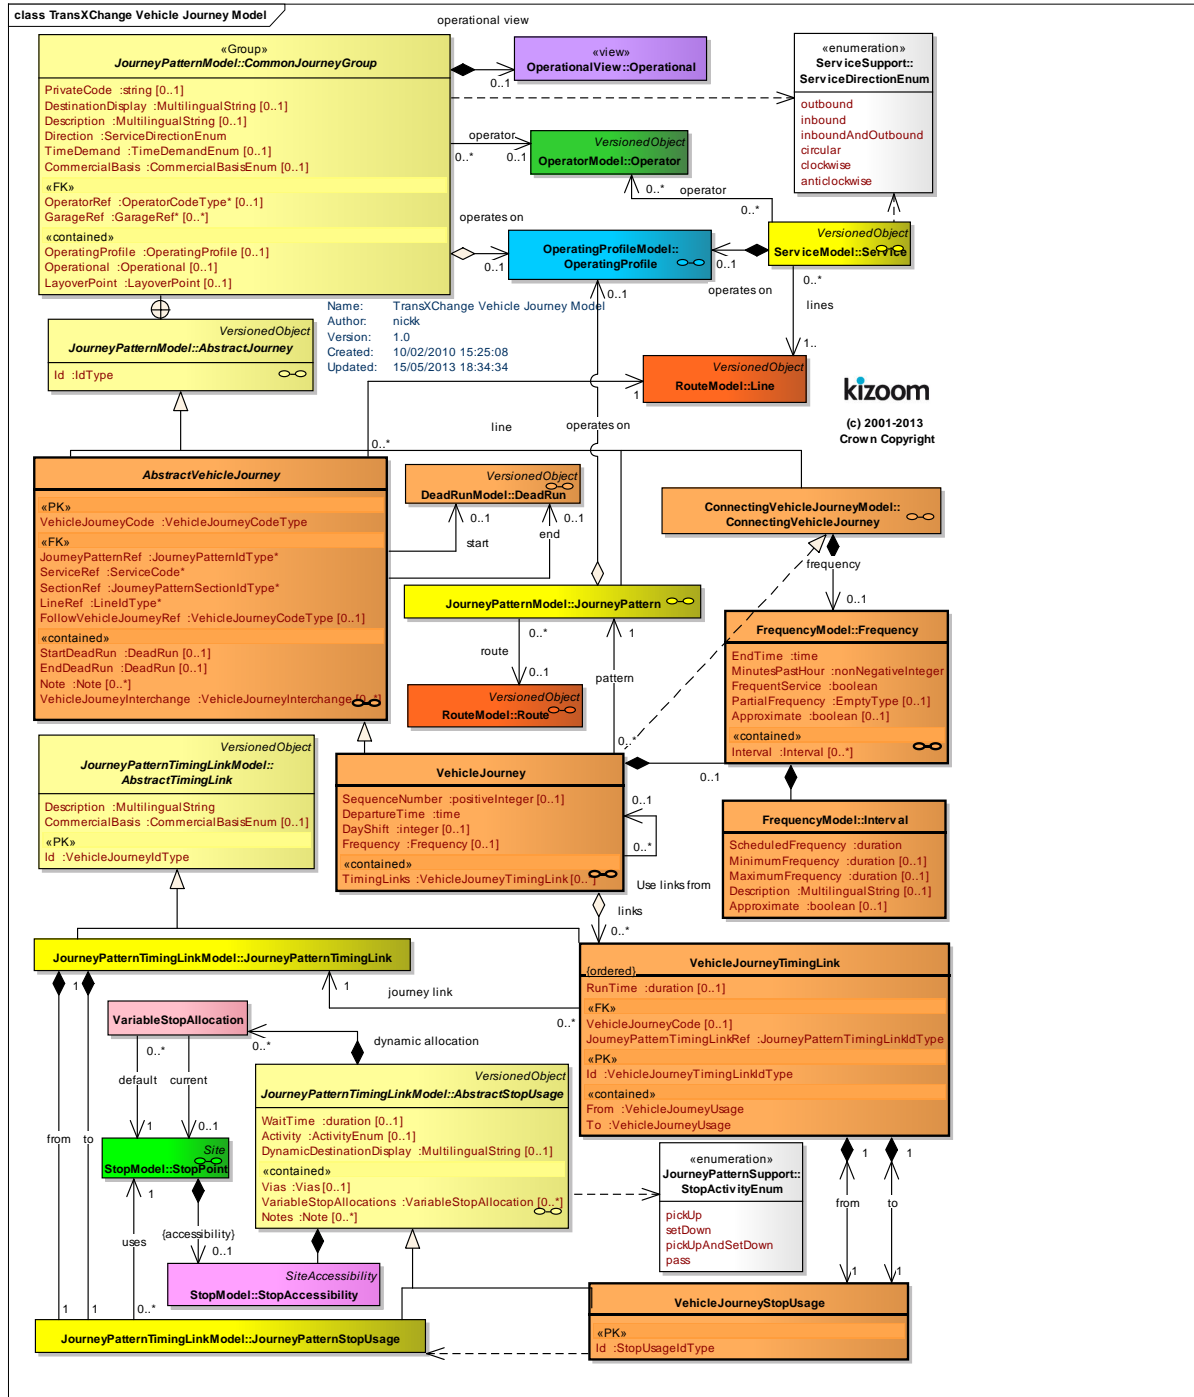 class TransXChange Vehicle Journey Model
operational view
«Group»
JourneyPatternModel::CommonJourneyGroup
PrivateCode :string [0..1]
DestinationDisplay :MultilingualString [0..1]
Description :MultilingualString [0..1]
Direction :ServiceDirectionEnum
TimeDemand :TimeDemandEnum [0..1]
CommercialBasis :CommercialBasisEnum [0..1]
«FK»
OperatorRef :OperatorCodeType* [0..1]
GarageRef :GarageRef* [0..*]
«contained»
OperatingProfile :OperatingProfile [0..1]
Operational :Operational [0..1]
LayoverPoint :LayoverPoint [0..1]
0..1
«view»
OperationalView::Operational
«enumeration»
ServiceSupport::
ServiceDirectionEnum
outbound
inbound
inboundAndOutbound
circular
clockwise
anticlockwise
operator
0..*
0..1
VersionedObject
OperatorModel::Operator
0..*
operator
0..*
operates on
0..1
OperatingProfileModel::
OperatingProfile
0..1
0..1
operates on
VersionedObject
ServiceModel::Service
0..*
lines
1..
Name: TransXChange Vehicle Journey Model
Author: nickk
Version: 1.0
Created: 10/02/2010 15:25:08
Updated: 15/05/2013 18:34:34
VersionedObject
JourneyPatternModel::AbstractJourney
Id :IdType
VersionedObject
RouteModel::Line
1
kizoom
(c) 2001-2013
Crown Copyright
line
0..*
operates on
AbstractVehicleJourney
«PK»
VehicleJourneyCode :VehicleJourneyCodeType
«FK»
JourneyPatternRef :JourneyPatternIdType*
ServiceRef :ServiceCode*
SectionRef :JourneyPatternSectionIdType*
LineRef :LineIdType*
FollowVehicleJourneyRef :VehicleJourneyCodeType [0..1]
«contained»
StartDeadRun :DeadRun [0..1]
EndDeadRun :DeadRun [0..1]
Note :Note [0..*]
VehicleJourneyInterchange :VehicleJourneyInterchange [0..*]
VersionedObject
DeadRunModel::DeadRun
0..1
0..1
start
end
ConnectingVehicleJourneyModel::
ConnectingVehicleJourney
frequency
0..1
JourneyPatternModel::JourneyPattern
0..*
1
route
0..1
pattern
VersionedObject
RouteModel::Route
0..*
FrequencyModel::Frequency
EndTime :time
MinutesPastHour :nonNegativeInteger
FrequentService :boolean
PartialFrequency :EmptyType [0..1]
Approximate :boolean [0..1]
«contained»
Interval :Interval [0..*]
0..1
VersionedObject
JourneyPatternTimingLinkModel::
AbstractTimingLink
Description :MultilingualString
CommercialBasis :CommercialBasisEnum [0..1]
«PK»
Id :VehicleJourneyIdType
VehicleJourney
SequenceNumber :positiveInteger [0..1]
DepartureTime :time
DayShift :integer [0..1]
Frequency :Frequency [0..1]
«contained»
TimingLinks :VehicleJourneyTimingLink [0..*]
0..1
0..*
Use links from
links
0..*
FrequencyModel::Interval
ScheduledFrequency :duration
MinimumFrequency :duration [0..1]
MaximumFrequency :duration [0..1]
Description :MultilingualString [0..1]
Approximate :boolean [0..1]
JourneyPatternTimingLinkModel::JourneyPatternTimingLink
1
1
journey link
0..*
VehicleJourneyTimingLink
{ordered}
RunTime :duration [0..1]
«FK»
VehicleJourneyCode [0..1]
JourneyPatternTimingLinkRef :JourneyPatternTimingLinkIdType
«PK»
Id :VehicleJourneyTimingLinkIdType
«contained»
From :VehicleJourneyUsage
To :VehicleJourneyUsage
VariableStopAllocation
0..*
0..*
dynamic allocation
default
current
1
0..1
from
to
VersionedObject
JourneyPatternTimingLinkModel::AbstractStopUsage
WaitTime :duration [0..1]
Activity :ActivityEnum [0..1]
DynamicDestinationDisplay :MultilingualString [0..1]
«contained»
Vias :Vias [0..1]
VariableStopAllocations :VariableStopAllocation [0..*]
Notes :Note [0..*]
Site
StopModel::StopPoint
1
uses
{accessibility}
0..1
«enumeration»
JourneyPatternSupport::
StopActivityEnum
pickUp
setDown
pickUpAndSetDown
pass
1
1
from
to
1
1
SiteAccessibility
StopModel::StopAccessibility
1
1
0..*
JourneyPatternTimingLinkModel::JourneyPatternStopUsage
VehicleJourneyStopUsage
«PK»
Id :StopUsageIdType